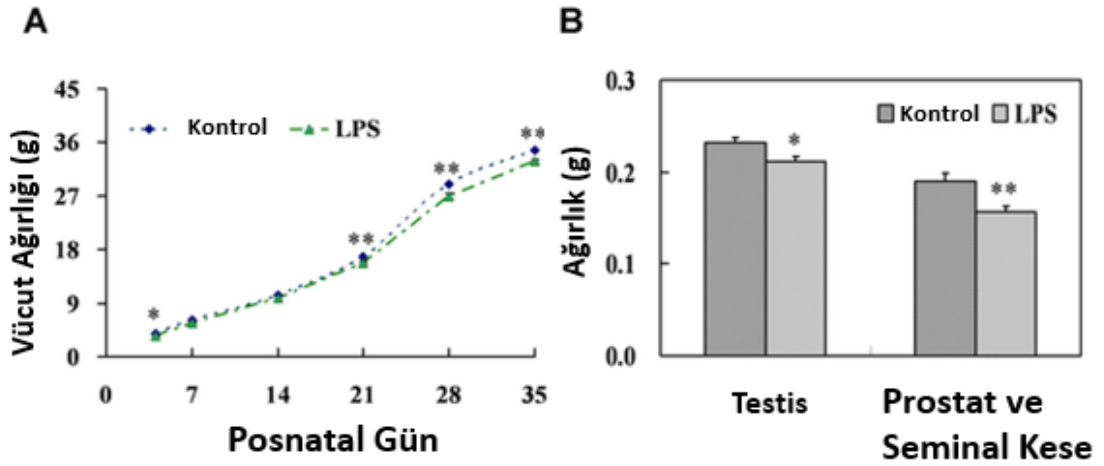 A
Vücut Ağırlığı (g)
45
36
27
18
9
0
Kontrol
LPS
*
**
**
**
0 7 14 21 28 35
Posnatal Gün
B
Ağırlık (g)
0.3
0.2
0.1
0.0
Kontrol
LPS
*
**
Testis
Prostat ve
Seminal Kese